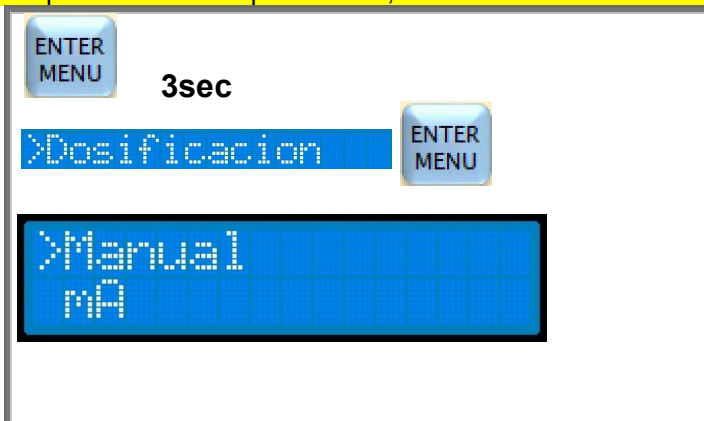 ENTER
MENU
3sec
>Dosificacion
ENTER
MENU
>Manual
mA